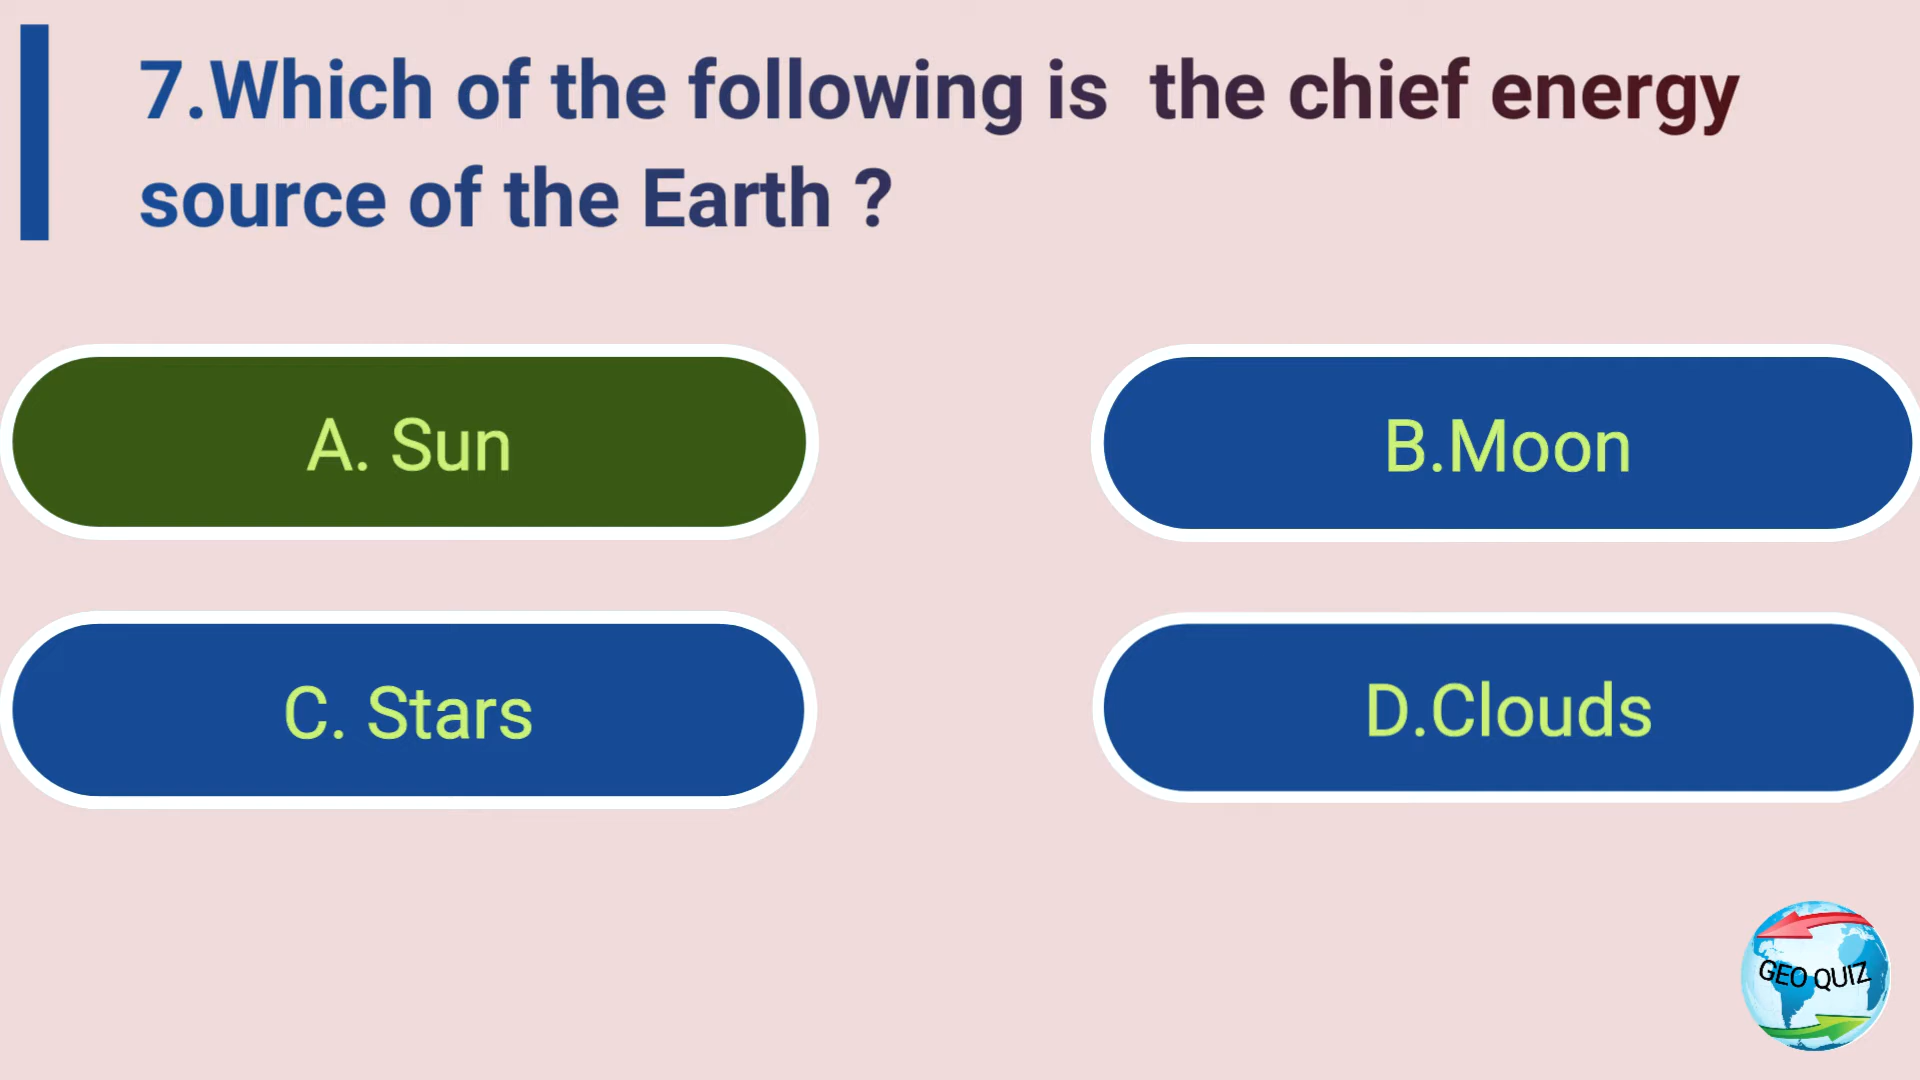 7.Which of the following is  the chief energy
source of the Earth ?
A. Sun
B.Moon
C. Stars
D.Clouds
GEO QUIZ